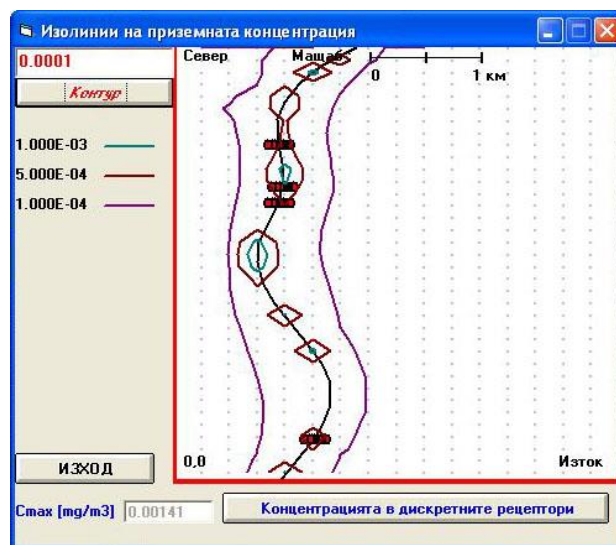 Изолинии на приземната концентрация
0.0001
Контур
1.000E-03
5.000E-04
1.000E-04
Север Мащаб
0 1 км
0,0 Изток
ИЗХОД
Cmax [mg/m3] 0.00141 Концентрацията в дискретните рецептори